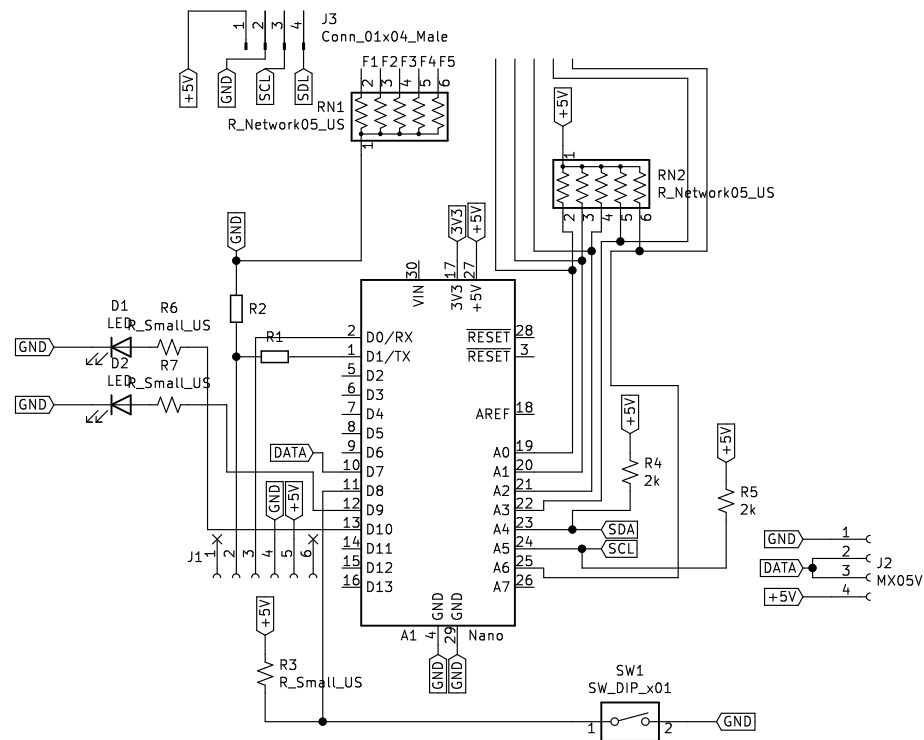 J3
Conn_01x04_Male
1 2 3 4
+5V
GND
SCL
SDL
F1 F2 F3 F4 F5
2 3 4 5 6
RN1
R_Network05_US
1
+5V
1
RN2
R_Network05_US
2 3 4 5 6
GND
3V3
+5V
30
17
27
VIN
3V3
+5V
R2
D1
LED
R6
R_Small_US
GND
D2
LED
R7
R_Small_US
GND
R1
2 D0/RX
1 D1/TX
5 D2
6 D3
7 D4
8 D5
9 D6
DATA
10 D7
11 D8
12 D9
13 D10
14 D11
15 D12
16 D13
RESET 28
RESET 3
AREF 18
A0 19
A1 20
A2 21
A3 22
A4 23
A5 24
A6 25
A7 26
SDA
SCL
+5V
R4
2k
+5V
R5
2k
GND
+5V
J1
1 2 3 4 5 6
GND 1
2
DATA
3
+5V 4
J2
MX05V
GND GND
4 29
A1
Nano
GND GND
+5V
R3
R_Small_US
SW1
SW_DIP_x01
1 2
GND